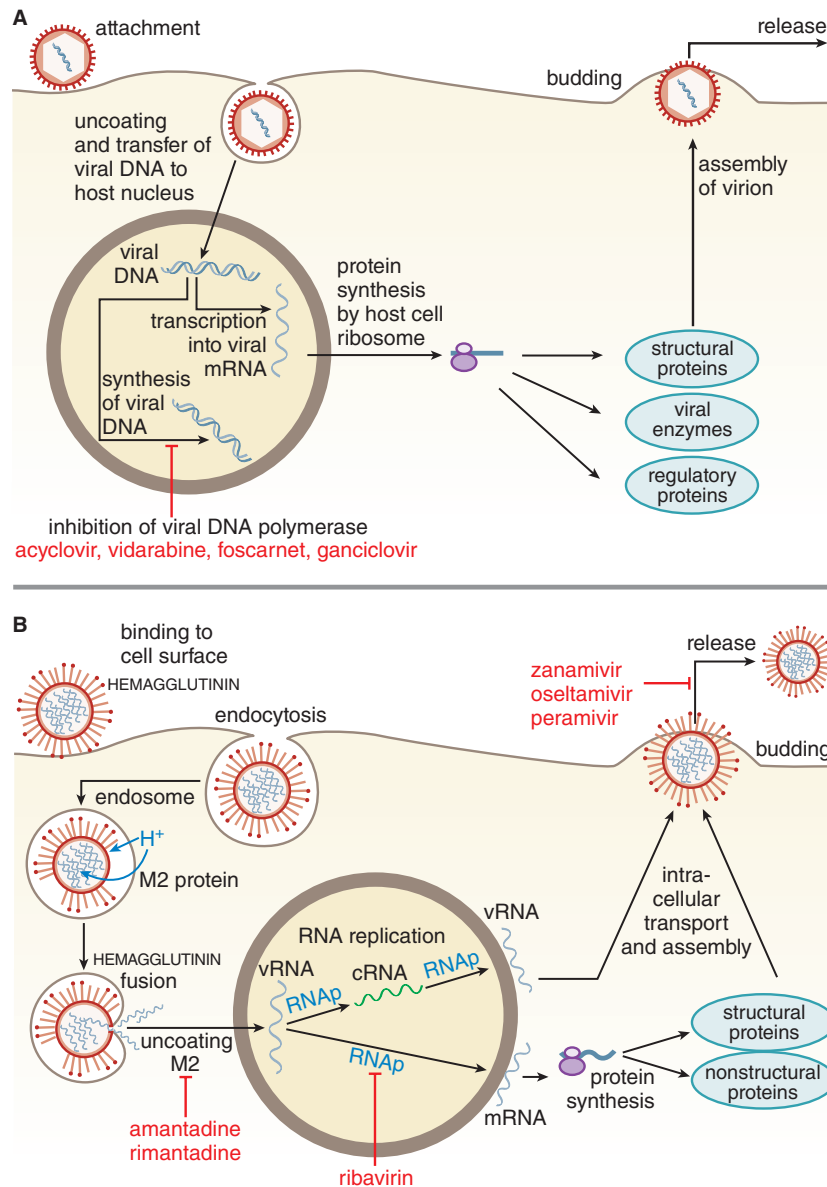 A
attachment
release
budding
uncoating
and transfer of
viral DNA to
host nucleus
assembly
of virion
viral
DNA
protein
synthesis
by host cell
ribosome
transcription
into viral
mRNA
synthesis
of viral
DNA
structural
proteins
viral
enzymes
regulatory
proteins
inhibition of viral DNA polymerase
acyclovir, vidarabine, foscarnet, ganciclovir
B
binding to
cell surface
HEMAGGLUTININ
endocytosis
zanamivir
oseltamivir
peramivir
release
budding
endosome
H+
M2 protein
HEMAGGLUTININ
fusion
uncoating
M2
amantadine
rimantadine
RNA replication
vRNA
cRNA
RNAp
RNAp
RNAp
vRNA
mRNA
ribavirin
intra-
cellular
transport
and assembly
protein
synthesis
structural
proteins
nonstructural
proteins